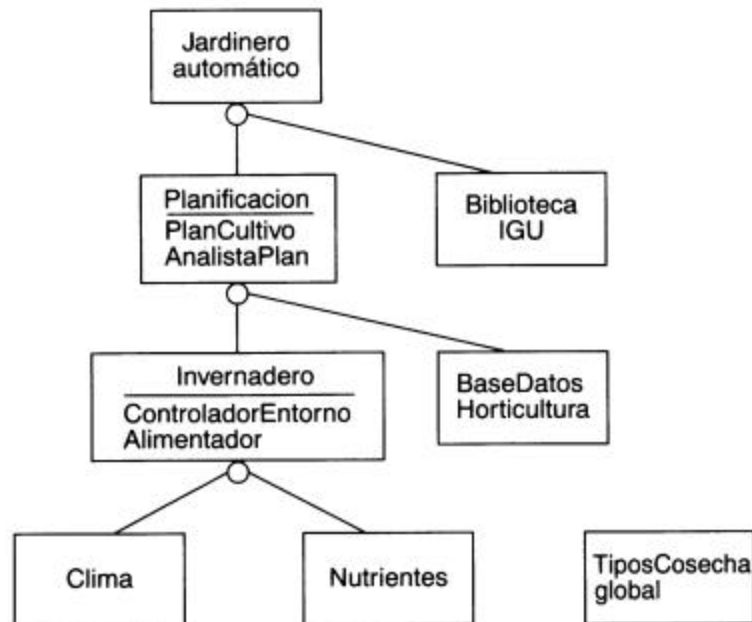 Jardinero
automático
Planificacion
PlanCultivo
AnalistaPlan
Biblioteca
IGU
Invernadero
ControladorEntorno
Alimentador
BaseDatos
Horticultura
Clima
Nutrientes
TiposCosecha
global